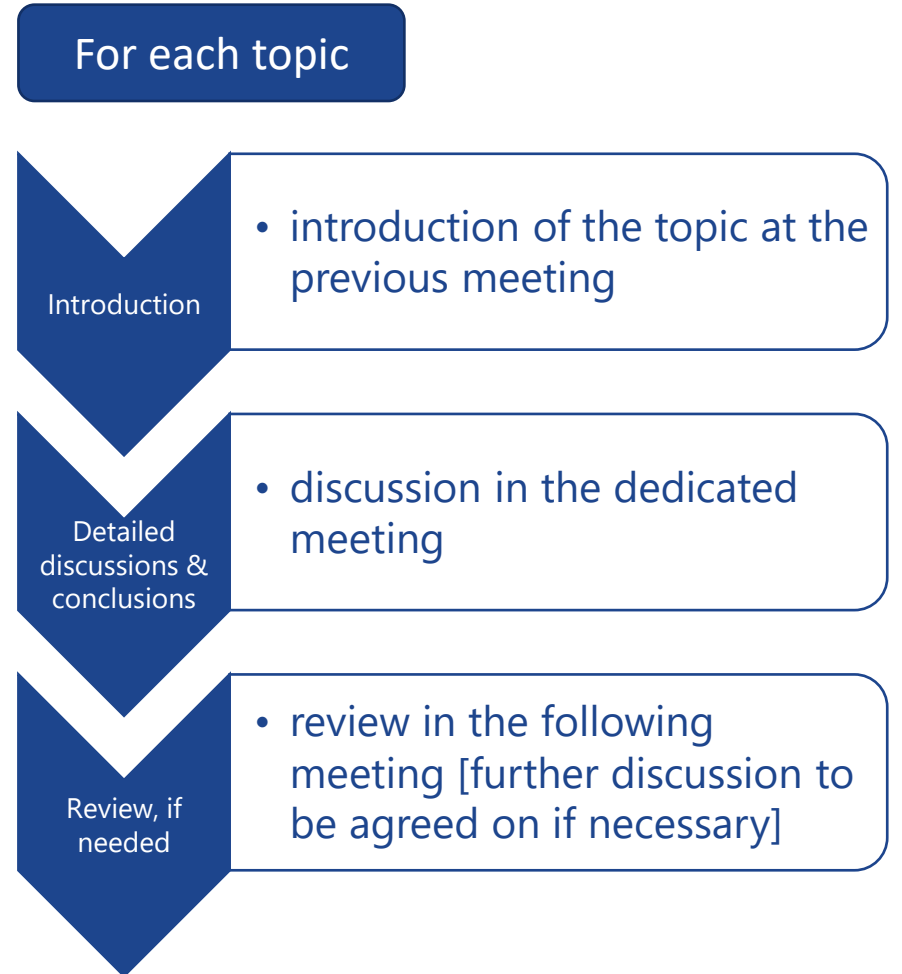 For each topic
Introduction
• introduction of the topic at the
previous meeting
Detailed
discussions &
conclusions
• discussion in the dedicated
meeting
Review, if
needed
• review in the following
meeting [further discussion to
be agreed on if necessary]